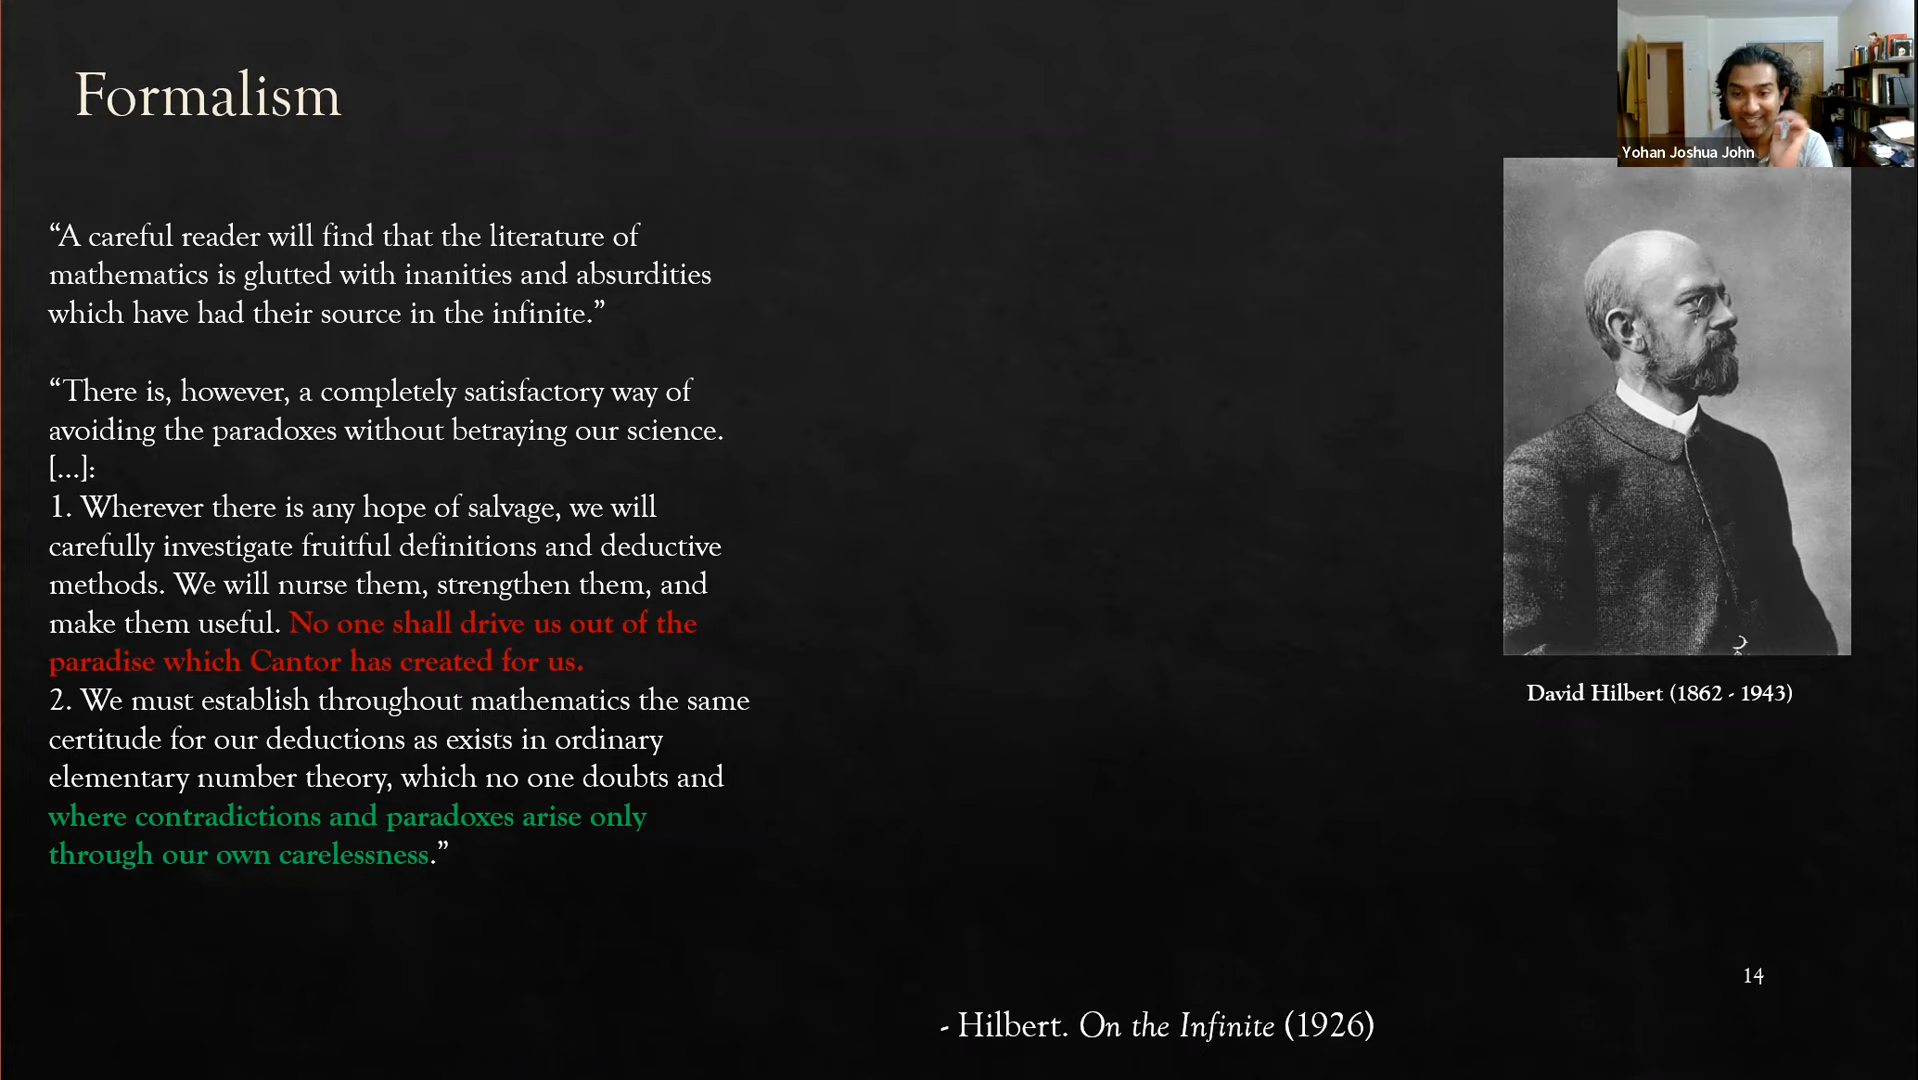 Formalism
Yohan Joshua John
“A careful reader will find that the literature of
mathematics is glutted with inanities and absurdities
which have had their source in the infinite.”
“There is, however, a completely satisfactory way of
avoiding the paradoxes without betraying our science.
[…]:
1. Wherever there is any hope of salvage, we will
carefully investigate fruitful definitions and deductive
methods. We will nurse them, strengthen them, and
make them useful. No one shall drive us out of the
paradise which Cantor has created for us.
2. We must establish throughout mathematics the same
certitude for our deductions as exists in ordinary
elementary number theory, which no one doubts and
where contradictions and paradoxes arise only
through our own carelessness.”
David Hilbert (1862 - 1943)
14
- Hilbert. On the Infinite (1926)